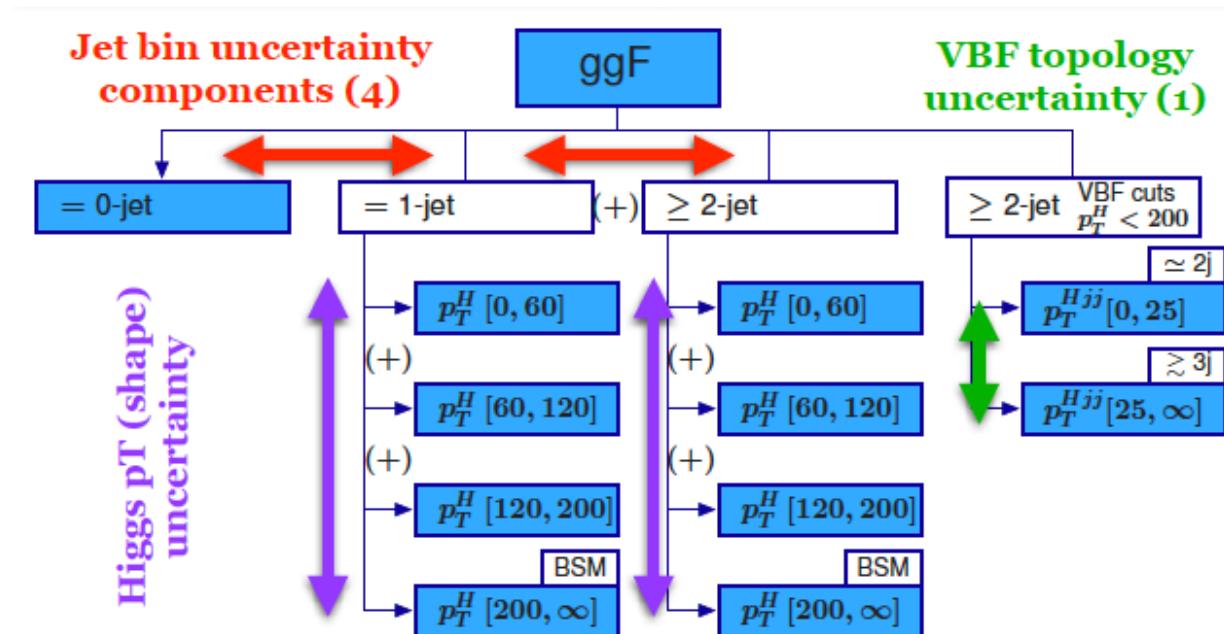 Jet bin uncertainty
components (4)
ggF
VBF topology
uncertainty (1)
= 0-jet
= 1-jet
(+)
≥ 2-jet
≥ 2-jet VBF cuts
p_T^H < 200
Higgs pT (shape)
uncertainty
p_T^H [0, 60]
(+)
p_T^H [60, 120]
(+)
p_T^H [120, 200]
BSM
p_T^H [200, ∞]
p_T^H [0, 60]
(+)
p_T^H [60, 120]
(+)
p_T^H [120, 200]
BSM
p_T^H [200, ∞]
≃ 2j
p_T^{Hjj} [0, 25]
≳ 3j
p_T^{Hjj} [25, ∞]